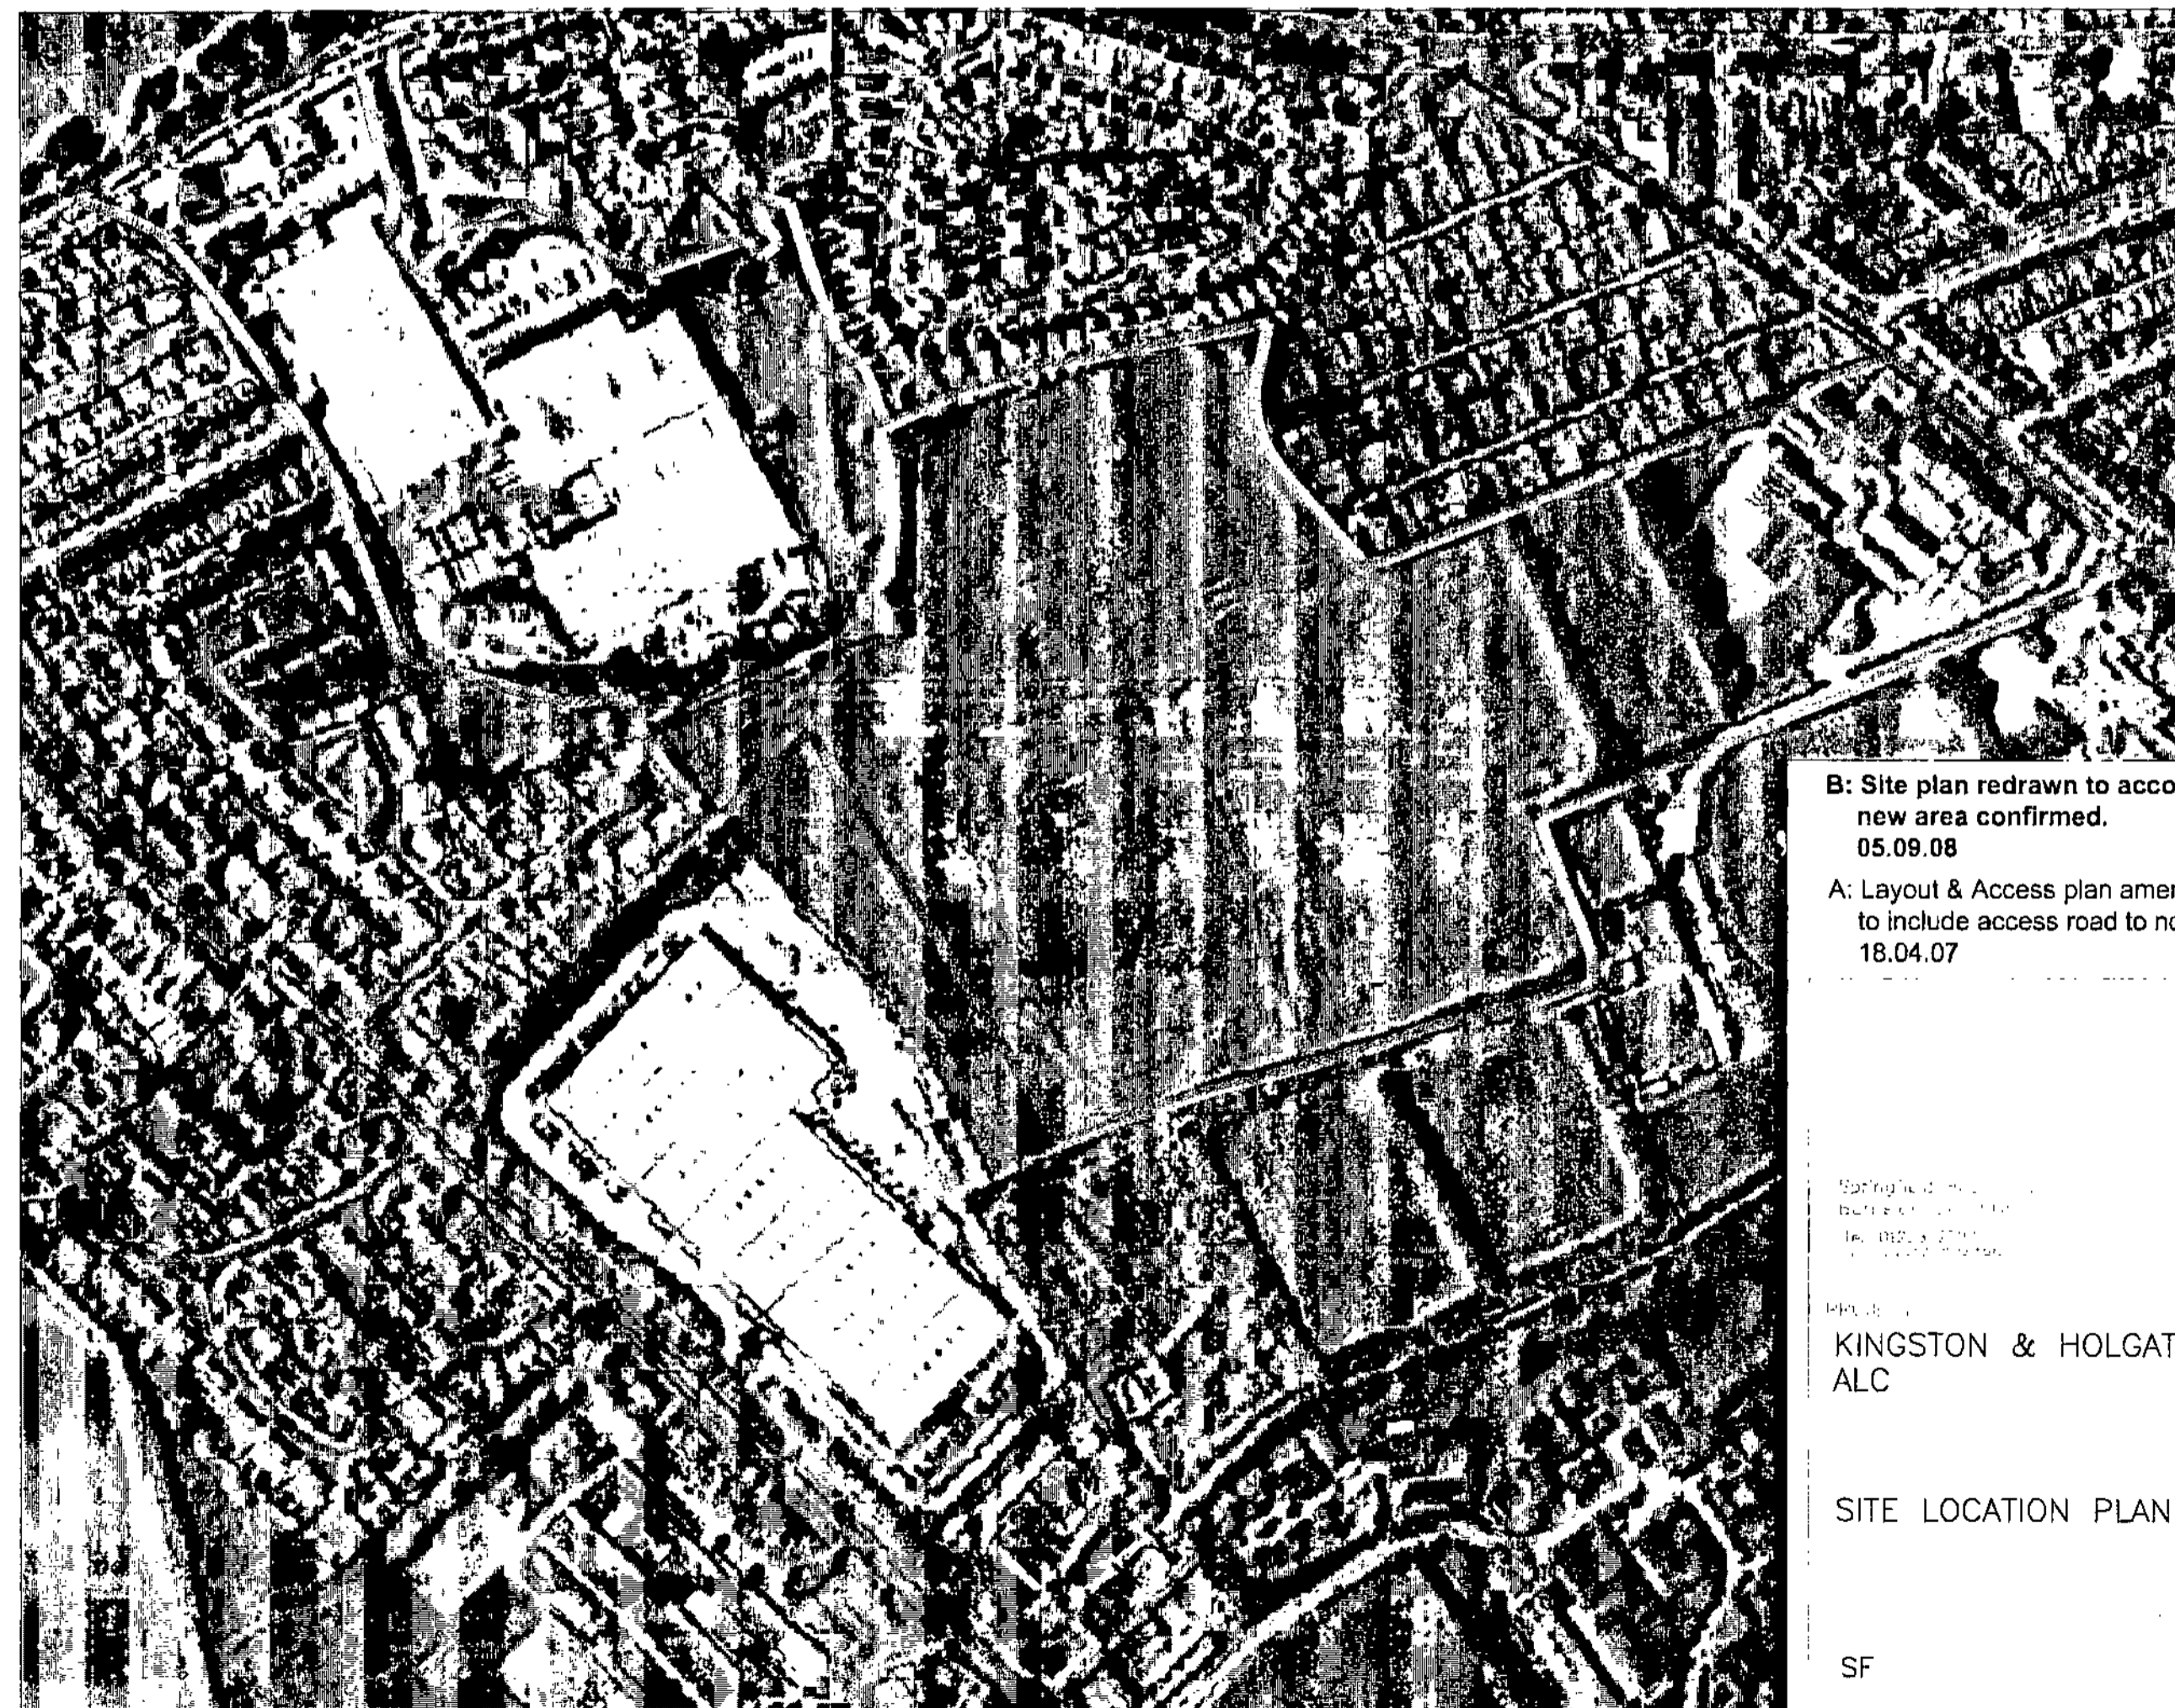 B: Site plan redrawn to acco
new area confirmed.
05.09.08
A: Layout & Access plan amer
to include access road to no
18.04.07
KINGSTON & HOLGAT
ALC
SITE LOCATION PLAN
SF